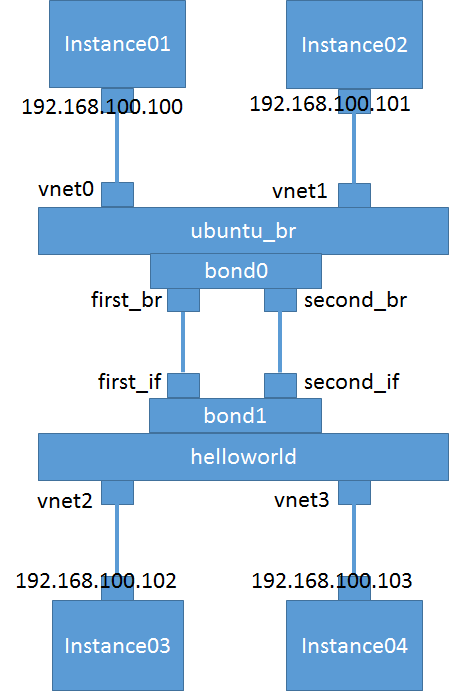 Instance01
Instance02
192.168.100.100
192.168.100.101
vnet0
vnet1
ubuntu_br
bond0
first_br
second_br
first_if
second_if
bond1
helloworld
vnet2
vnet3
192.168.100.102
192.168.100.103
Instance03
Instance04